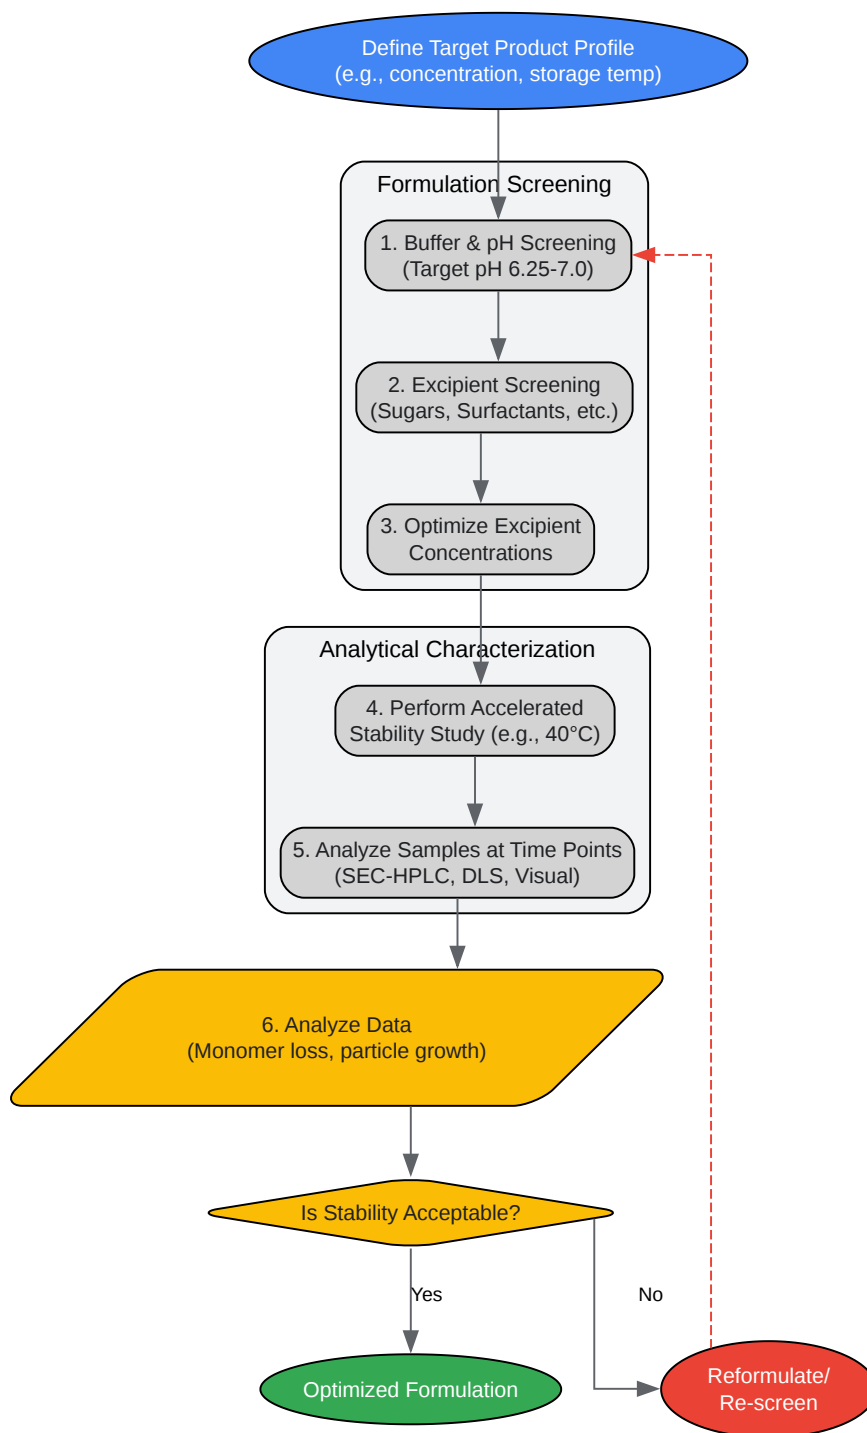 Define Target Product Profile
(e.g., concentration, storage temp)
Formulation Screening
1. Buffer & pH Screening
(Target pH 6.25-7.0)
2. Excipient Screening
(Sugars, Surfactants, etc.)
3. Optimize Excipient
Concentrations
Analytical Characterization
4. Perform Accelerated
Stability Study (e.g., 40°C)
5. Analyze Samples at Time Points
(SEC-HPLC, DLS, Visual)
6. Analyze Data
(Monomer loss, particle growth)
Is Stability Acceptable?
Yes
No
Optimized Formulation
Reformulate/
Re-screen